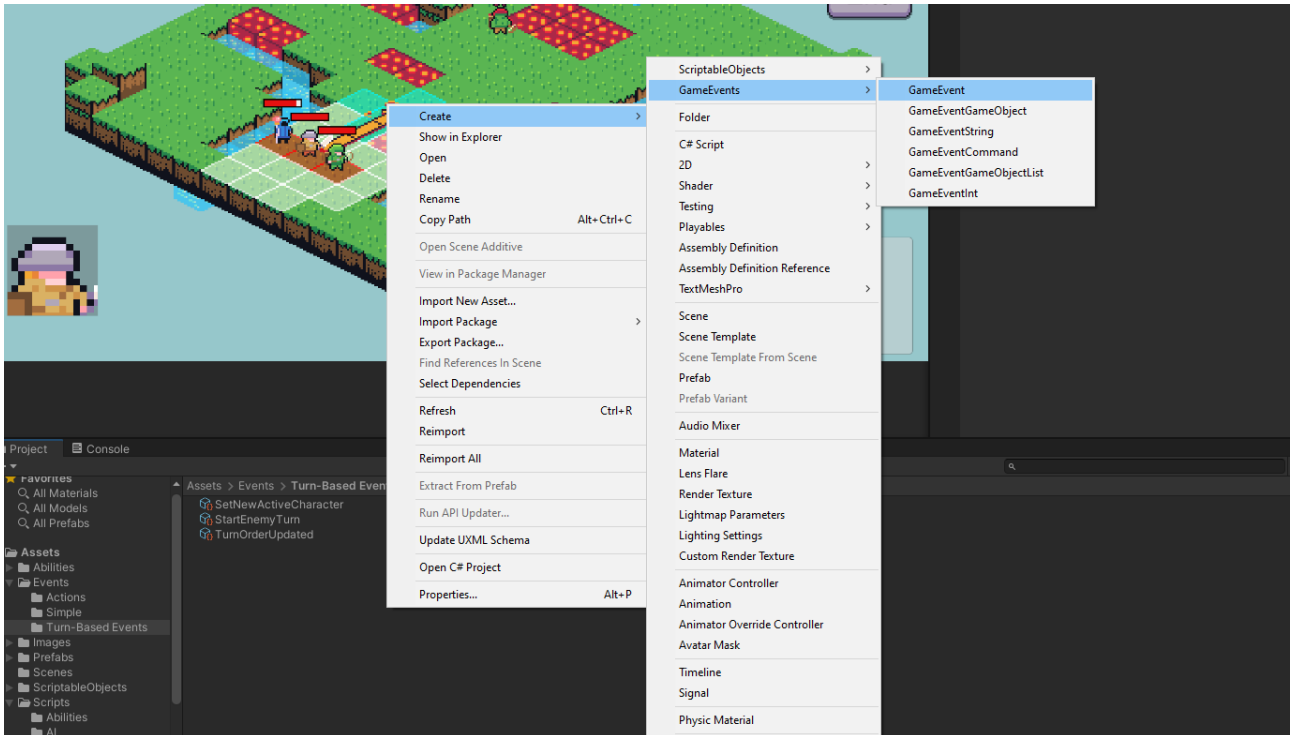 Create
Show in Explorer
Open
Delete
Rename
Copy Path Alt+Ctrl+C
Open Scene Additive
View in Package Manager
Import New Asset...
Import Package
Export Package...
Find References In Scene
Select Dependencies
Refresh Ctrl+R
Reimport
Reimport All
Extract From Prefab
Run API Updater...
Update UXML Schema
Open C# Project
Properties... Alt+P
ScriptableObjects
GameEvents
Folder
C# Script
2D
Shader
Testing
Playables
Assembly Definition
Assembly Definition Reference
TextMeshPro
Scene
Scene Template
Scene Template From Scene
Prefab
Prefab Variant
Audio Mixer
Material
Lens Flare
Render Texture
Lightmap Parameters
Lighting Settings
Custom Render Texture
Animator Controller
Animation
Animator Override Controller
Avatar Mask
Timeline
Signal
Physic Material
GameEvent
GameEventGameObject
GameEventString
GameEventCommand
GameEventGameObjectList
GameEventInt
Project Console
Favorites
All Materials
All Models
All Prefabs
Assets
Abilities
Events
Actions
Simple
Turn-Based Events
Images
Prefabs
Scenes
ScriptableObjects
Scripts
Abilities
AI
Assets > Events > Turn-Based Even
SetNewActiveCharacter
StartEnemyTurn
TurnOrderUpdated